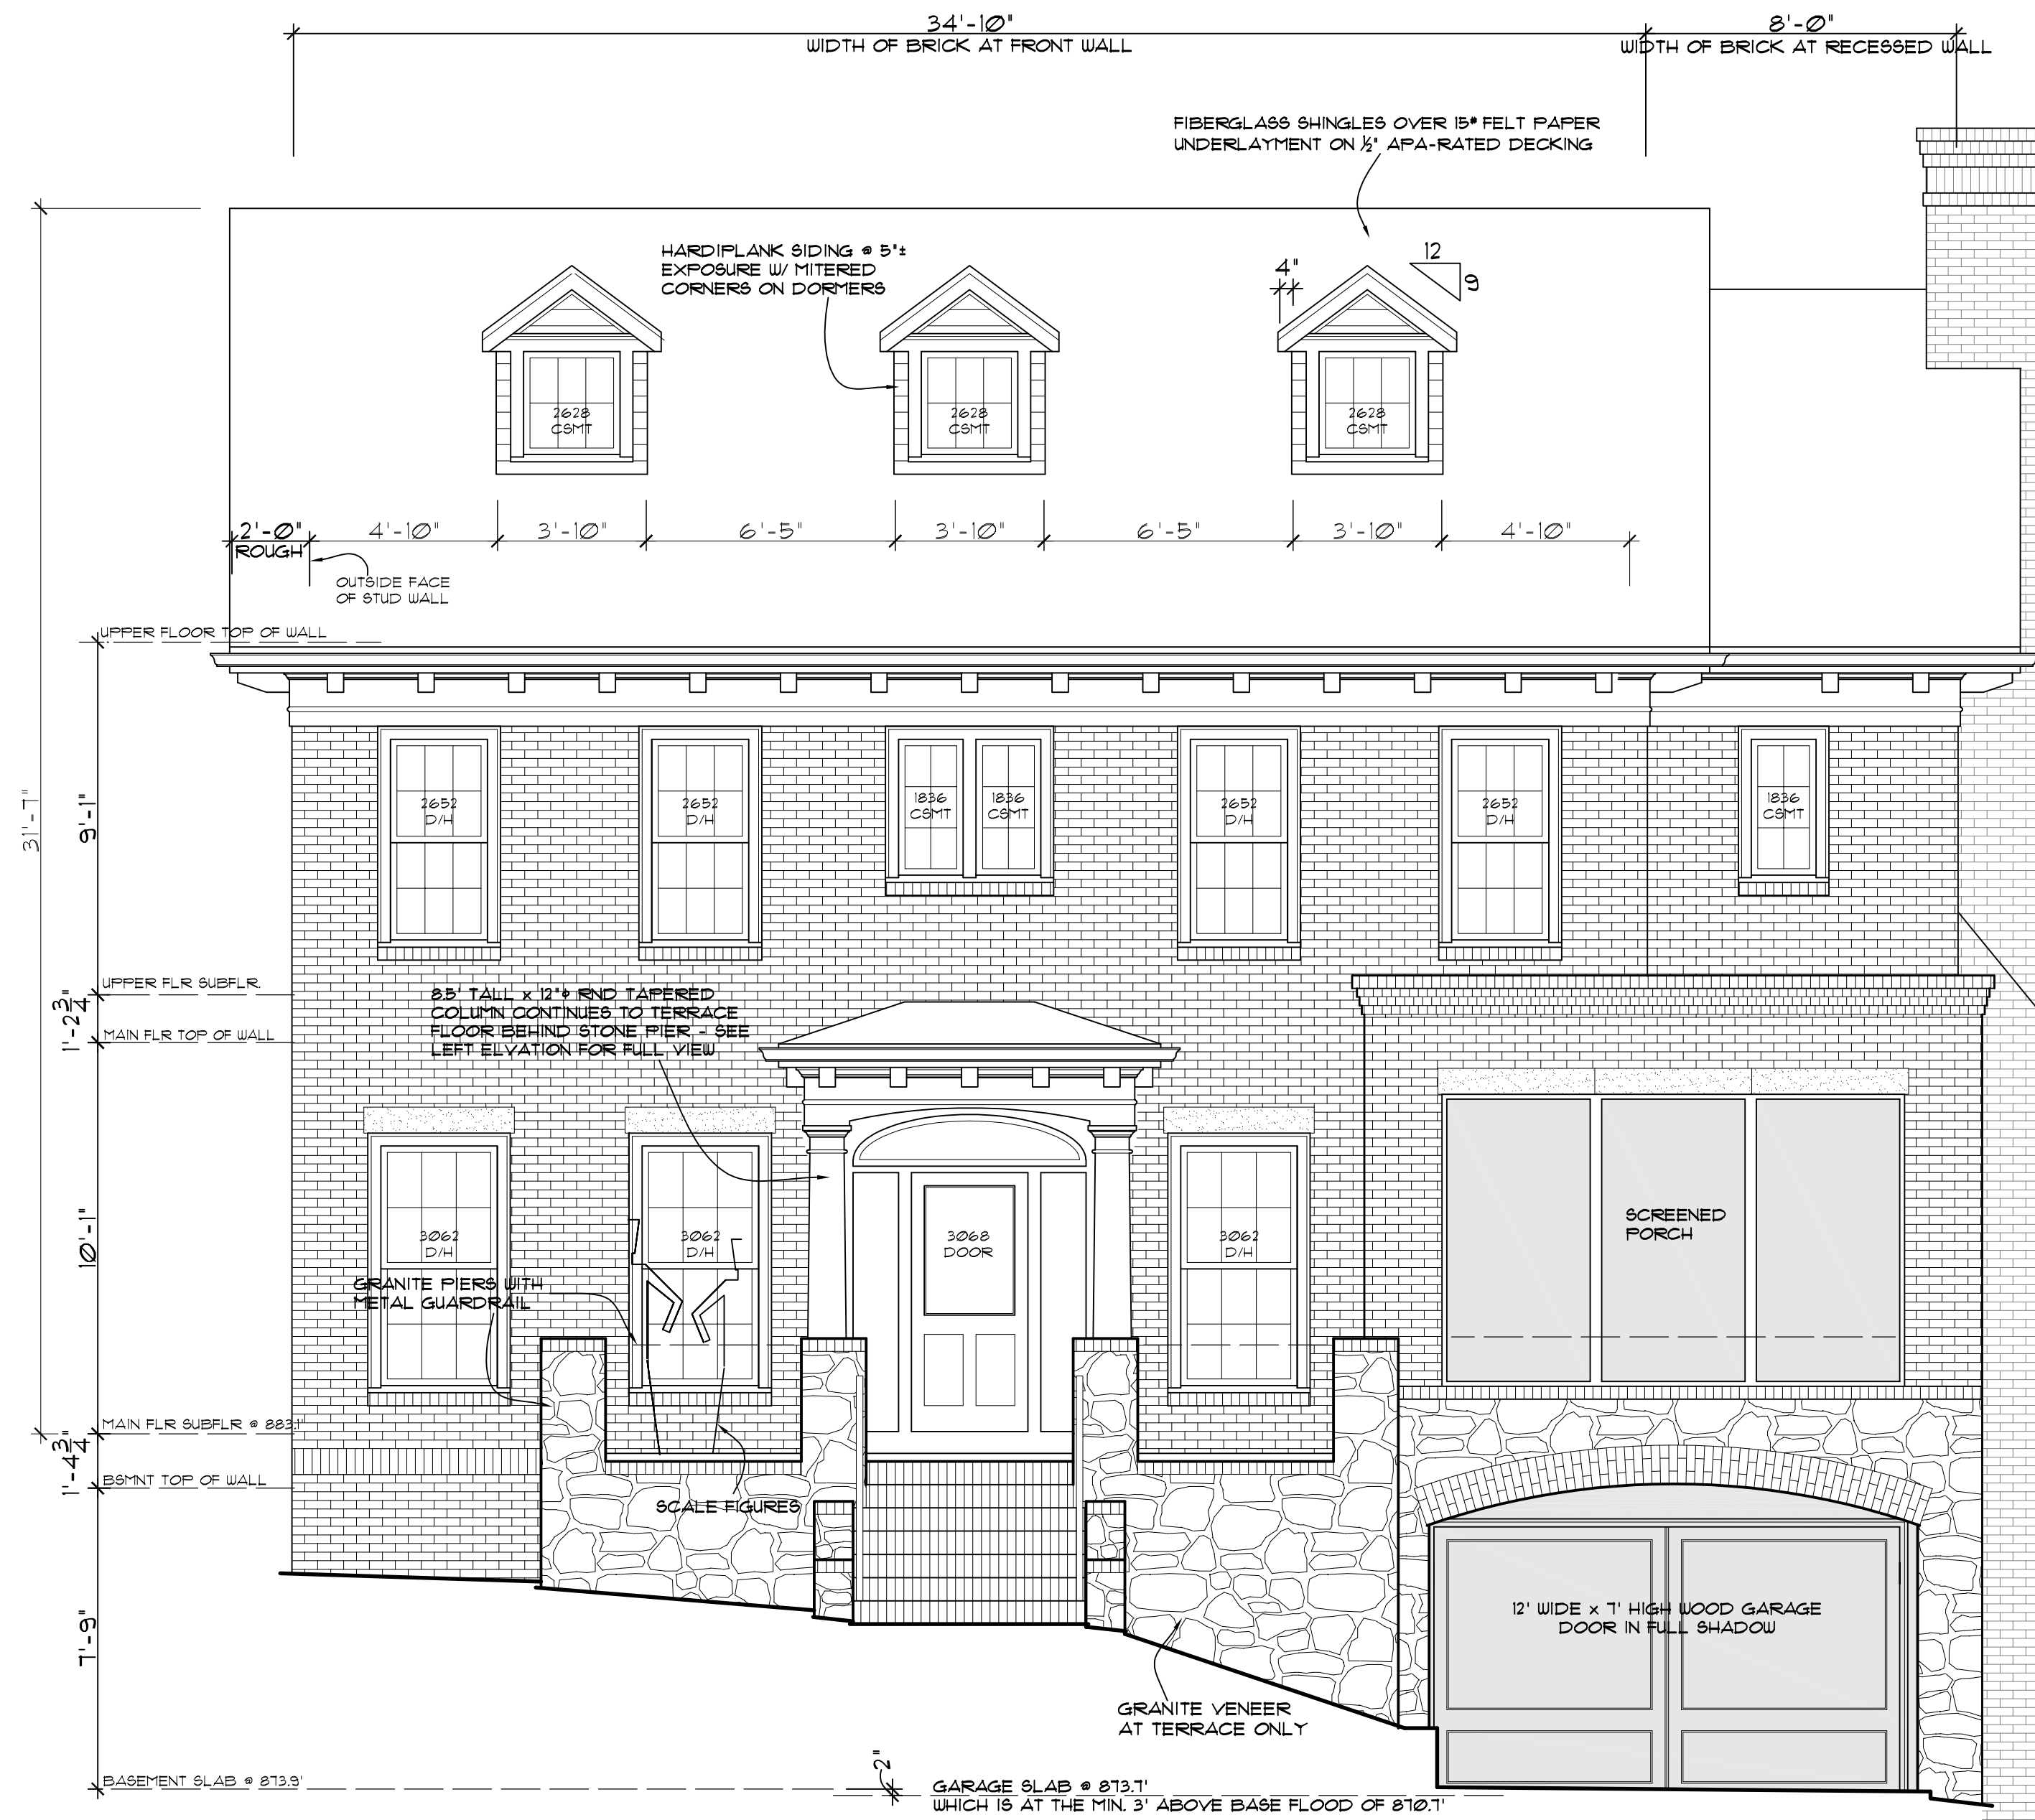 34'-10"
WIDTH OF BRICK AT FRONT WALL
8'-0"
WIDTH OF BRICK AT RECESSED WALL
FIBERGLASS SHINGLES OVER 15# FELT PAPER
UNDERLAYMENT ON ½" APA-RATED DECKING
HARDIPLANK SIDING @ 5"±
EXPOSURE W/ MITERED
CORNERS ON DORMERS
4"
12
9
2628
CSMT
2628
CSMT
2628
CSMT
2'-0"
ROUGH
4'-10"
3'-10"
6'-5"
3'-10"
6'-5"
3'-10"
4'-10"
OUTSIDE FACE
OF STUD WALL
UPPER FLOOR TOP OF WALL
31'-7"
9'-1"
2652
D/H
2652
D/H
1836
CSMT
1836
CSMT
2652
D/H
2652
D/H
1836
CSMT
UPPER FLR SUBFLR.
1'-2 3/4"
MAIN FLR TOP OF WALL
8.5' TALL x 12"ϕ RND TAPERED
COLUMN CONTINUES TO TERRACE
FLOOR BEHIND STONE PIER - SEE
LEFT ELVATION FOR FULL VIEW
10'-1"
3062
D/H
3062
D/H
3068
DOOR
3062
D/H
SCREENED
PORCH
GRANITE PIERS WITH
METAL GUARDRAIL
MAIN FLR SUBFLR @ 883.1'
1'-4 3/4"
BSMNT TOP OF WALL
SCALE FIGURES
7'-9"
12' WIDE x 7' HIGH WOOD GARAGE
DOOR IN FULL SHADOW
GRANITE VENEER
AT TERRACE ONLY
2"
BASEMENT SLAB @ 873.9'
GARAGE SLAB @ 873.7'
WHICH IS AT THE MIN. 3' ABOVE BASE FLOOD OF 870.7'